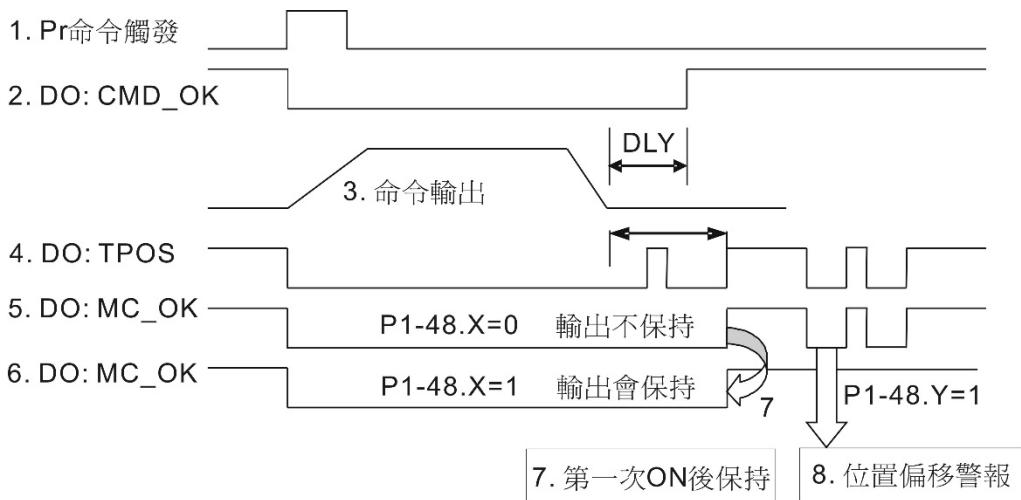 1. Pr命令觸發
2. DO: CMD_OK
DLY
3. 命令輸出
4. DO: TPOS
5. DO: MC_OK
P1-48.X=0 輸出不保持
6. DO: MC_OK
P1-48.X=1 輸出會保持
7
P1-48.Y=1
7. 第一次ON後保持
8. 位置偏移警報